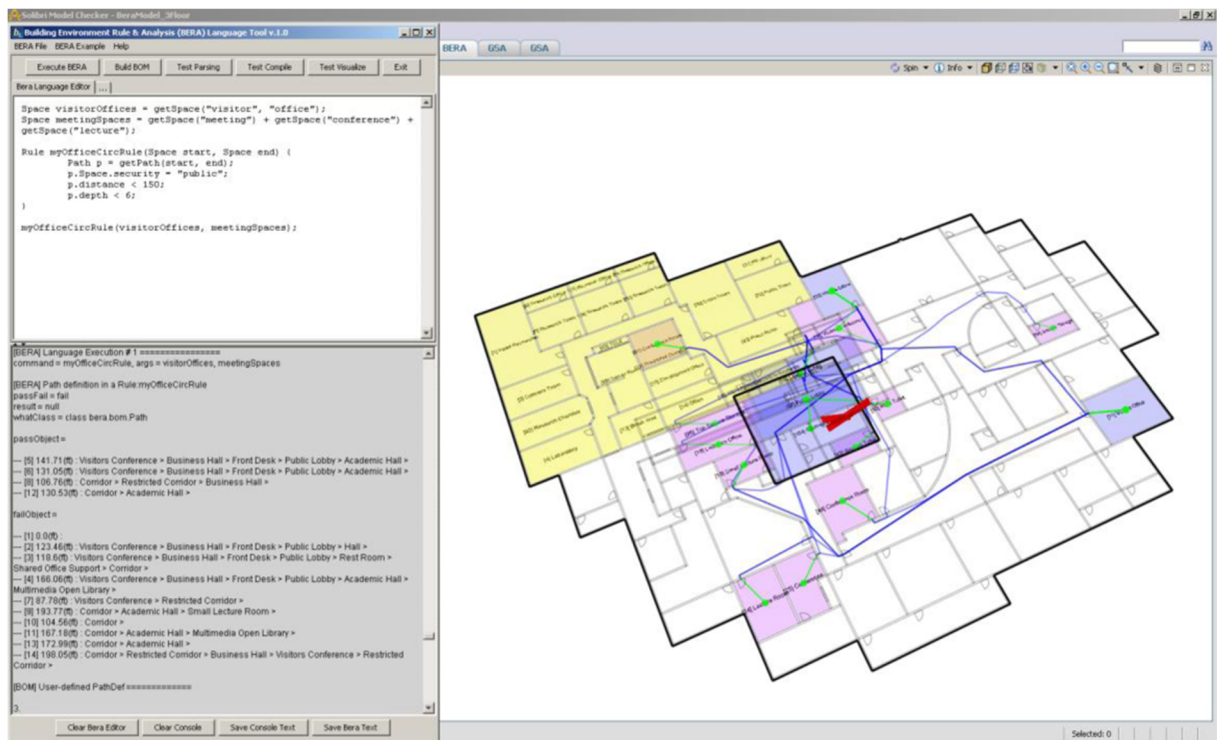 Solibri Model Checker - BeraModel_3Floor
Building Environment Rule & Analysis (BERA) Language Tool v.1.0
BERA File BERA Example Help
BERA GSA GSA
Execute BERA Build BOM Test Parsing Test Compile Test Visualize Exit
Spin Info
Bera Language Editor ...
Space visitorOffices = getSpace("visitor", "office");
Space meetingSpaces = getSpace("meeting") + getSpace("conference") +
getSpace("lecture");
Rule myOfficeCircRule(Space start, Space end) {
Path p = getPath(start, end);
p.Space.security = "public";
p.distance < 150;
p.depth < 6;
}
myOfficeCircRule(visitorOffices, meetingSpaces);
[BERA] Language Execution # 1 ================
command = myOfficeCircRule, args = visitorOffices, meetingSpaces
[BERA] Path definition in a Rule:myOfficeCircRule
passFail = fail
result = null
whatClass = class bera.bom.Path
passObject =
--- [5] 141.71(ft) : Visitors Conference > Business Hall > Front Desk > Public Lobby > Academic Hall >
--- [6] 131.05(ft) : Visitors Conference > Business Hall > Front Desk > Public Lobby > Academic Hall >
--- [8] 106.76(ft) : Corridor > Restricted Corridor > Business Hall >
--- [12] 130.53(ft) : Corridor > Academic Hall >
failObject =
--- [1] 0.0(ft) :
--- [2] 123.46(ft) : Visitors Conference > Business Hall > Front Desk > Public Lobby > Hall >
--- [3] 118.6(ft) : Visitors Conference > Business Hall > Front Desk > Public Lobby > Rest Room >
Shared Office Support > Corridor >
--- [4] 166.06(ft) : Visitors Conference > Business Hall > Front Desk > Public Lobby > Academic Hall >
Multimedia Open Library >
--- [7] 87.78(ft) : Visitors Conference > Restricted Corridor >
--- [9] 193.77(ft) : Corridor > Academic Hall > Small Lecture Room >
--- [10] 104.56(ft) : Corridor >
--- [11] 167.18(ft) : Corridor > Academic Hall > Multimedia Open Library >
--- [13] 172.99(ft) : Corridor > Academic Hall >
--- [14] 198.05(ft) : Corridor > Restricted Corridor > Business Hall > Visitors Conference > Restricted
Corridor >
[BOM] User-defined PathDef =============
3.
Clear Bera Editor Clear Console Save Console Text Save Bera Text
Selected: 0